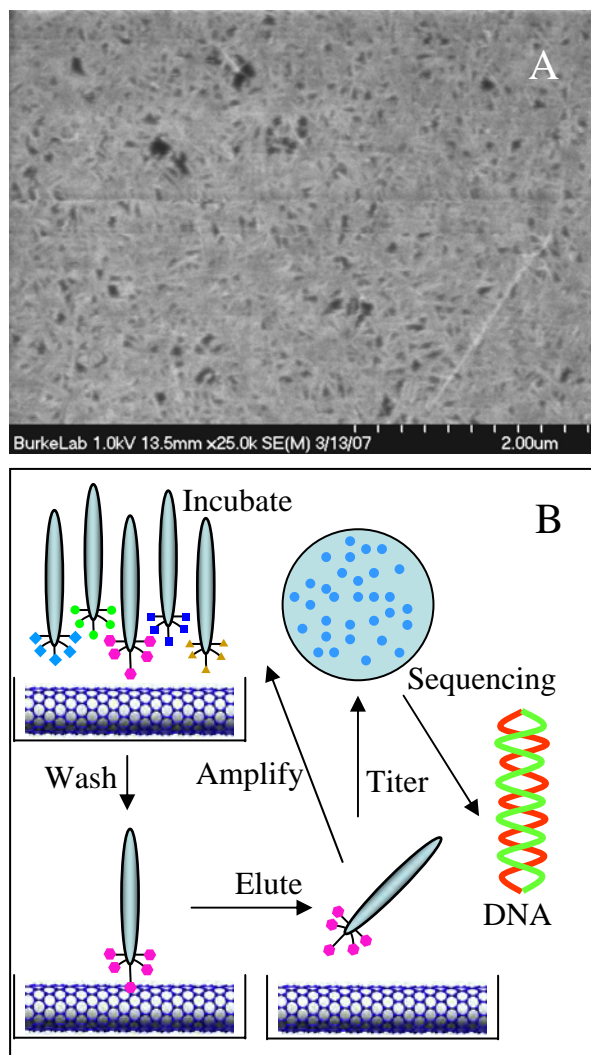 A
BurkeLab 1.0kV 13.5mm x25.0k SE(M) 3/13/07 2.00um
B
Incubate
Sequencing
Wash
Amplify
Titer
Elute
DNA